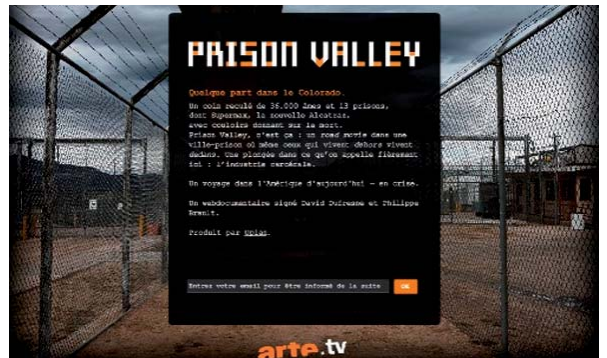 PRISON VALLEY
Quelque part dans le Colorado.
Un coin reculé de 36.000 âmes et 13 prisons,
dont Supermax, la nouvelle Alcatraz.
avec couloirs donnant sur la mort.
Prison Valley, c'est ça : un road movie dans une
ville-prison où même ceux qui vivent dehors vivent
dedans. Une plongée dans ce qu'on appelle fièrement
ici : l'industrie carcérale.
Un voyage dans l'Amérique d'aujourd'hui – en crise.
Un webdocumentaire signé David Dufresne et Philippe
Brault.
Produit par Upian.
Entrez votre email pour être informé de la suite
OK
arte.tv